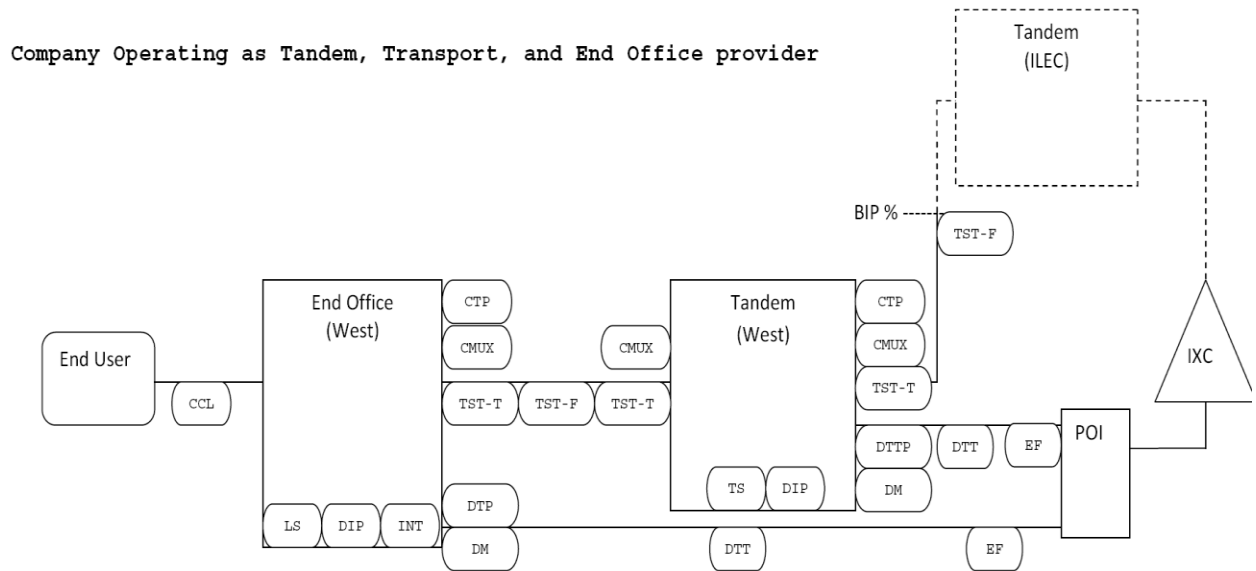 Company Operating as Tandem, Transport, and End Office provider
Tandem
(ILEC)
BIP %
TST-F
End Office
(West)
CTP
Tandem
(West)
CTP
End User
CMUX
CMUX
CMUX
IXC
CCL
TST-T
TST-F
TST-T
TST-T
POI
DTTP
DTT
EF
TS
DIP
DM
LS
DIP
INT
DTP
DM
DTT
EF